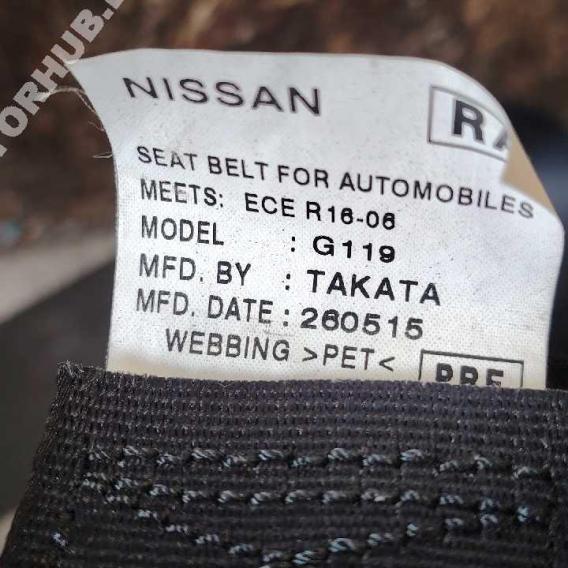 NISSAN
SEAT BELT FOR AUTOMOBILES
MEETS: ECE R16-06
MODEL : G119
MFD. BY : TAKATA
MFD. DATE : 260515
WEBBING >PET<